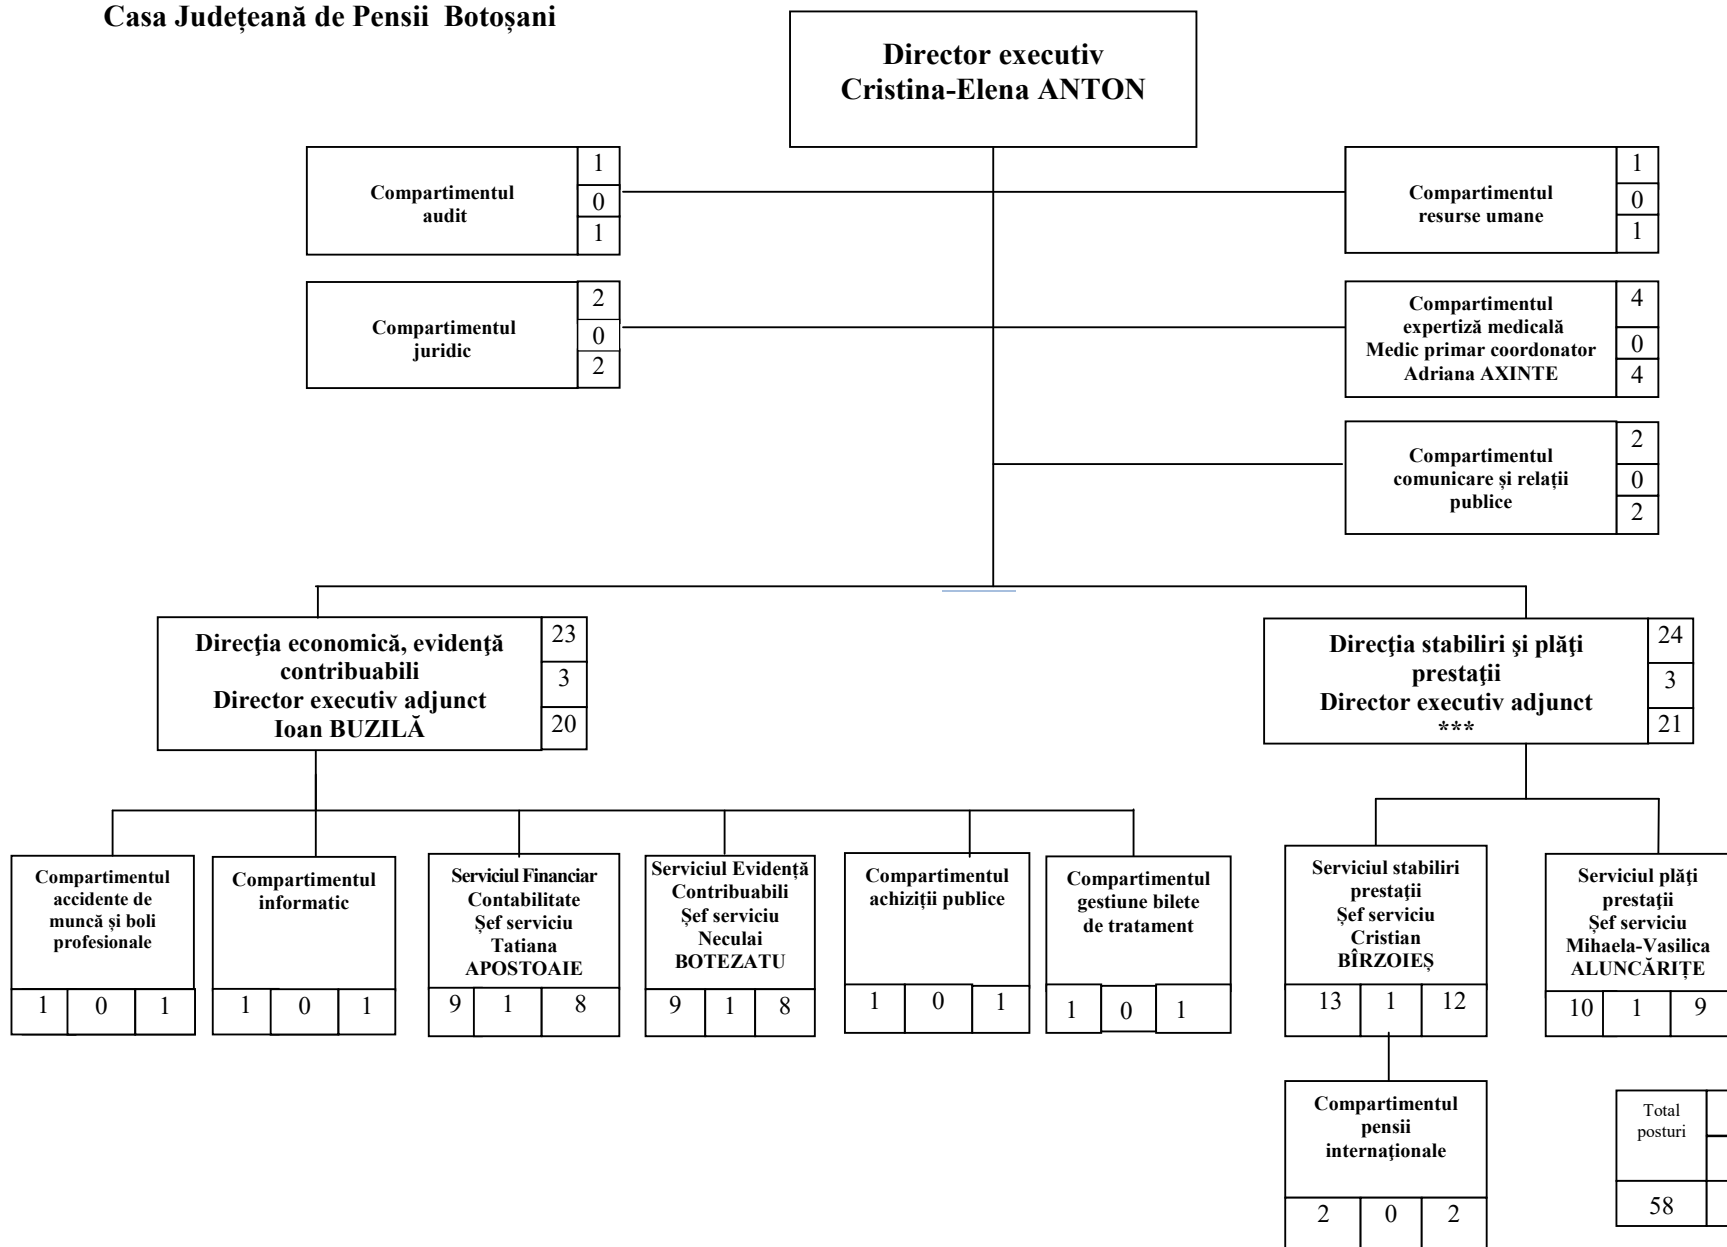 Casa Județeană de Pensii Botoșani
Director executiv
Cristina-Elena ANTON
Compartimentul
audit
1
0
1
Compartimentul
resurse umane
1
0
1
Compartimentul
juridic
2
0
2
Compartimentul
expertiză medicală
Medic primar coordonator
Adriana AXINTE
4
0
4
Compartimentul
comunicare și relații
publice
2
0
2
Direcţia economică, evidenţă
contribuabili
Director executiv adjunct
Ioan BUZILĂ
23
3
20
Direcţia stabiliri şi plăţi
prestaţii
Director executiv adjunct
***
24
3
21
Compartimentul
accidente de
muncă și boli
profesionale
1 0 1
Compartimentul
informatic
1 0 1
Serviciul Financiar
Contabilitate
Șef serviciu
Tatiana
APOSTOAIE
9 1 8
Serviciul Evidență
Contribuabili
Șef serviciu
Neculai
BOTEZATU
9 1 8
Compartimentul
achiziții publice
1 0 1
Compartimentul
gestiune bilete
de tratament
1 0 1
Serviciul stabiliri
prestaţii
Șef serviciu
Cristian
BÎRZOIEȘ
13 1 12
Serviciul plăţi
prestaţii
Șef serviciu
Mihaela-Vasilica
ALUNCĂRIȚE
10 1 9
Compartimentul
pensii
internaţionale
2 0 2
Total
posturi
58